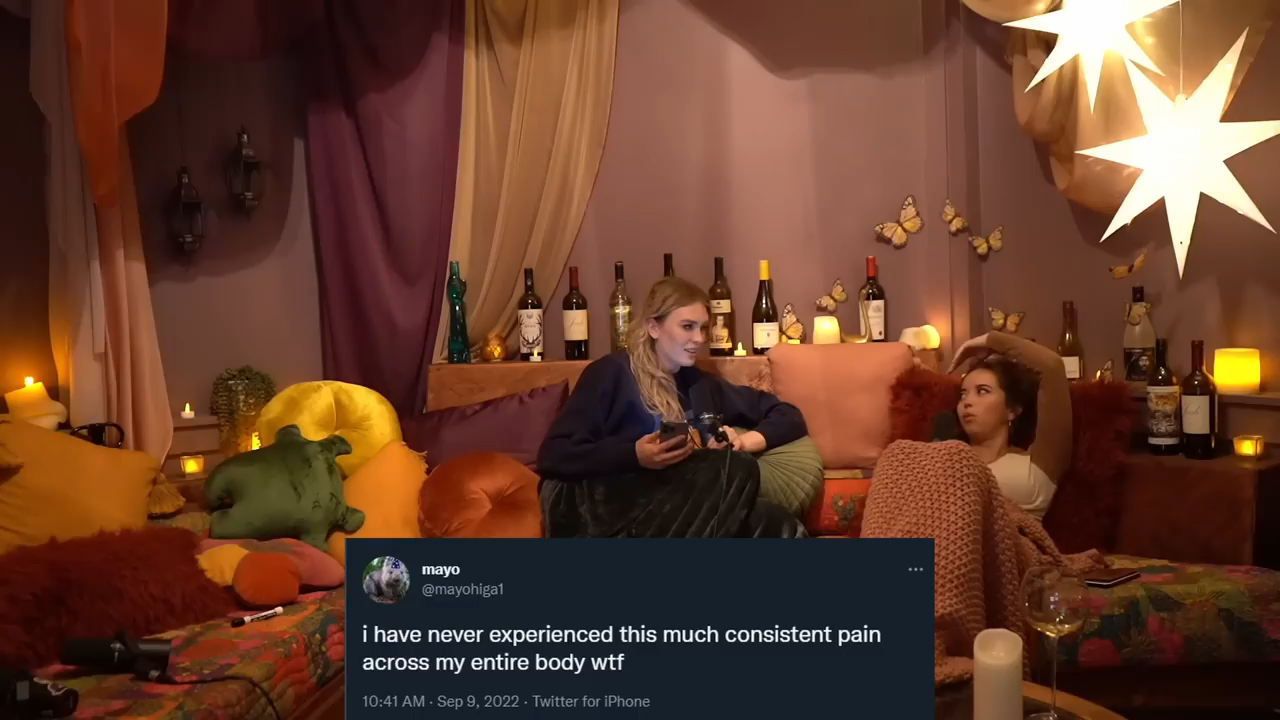 mayo
@mayohiga1
i have never experienced this much consistent pain
across my entire body wtf
10:41 AM · Sep 9, 2022 · Twitter for iPhone